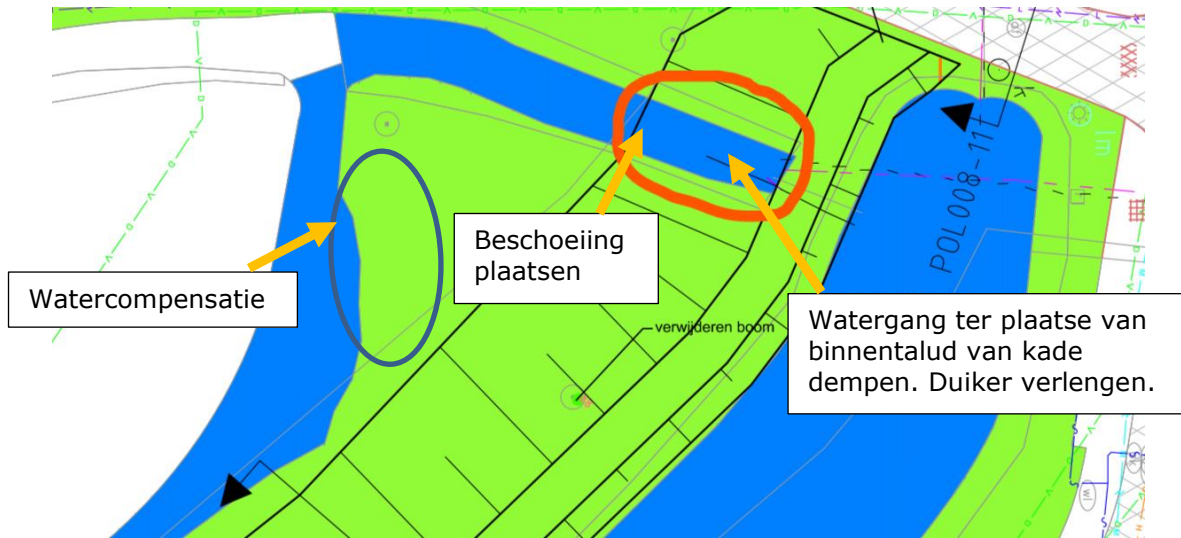 Watercompensatie
Beschoeiing
plaatsen
Watergang ter plaatse van
binnentalud van kade
dempen. Duiker verlengen.
verwijderen boom
POL008-11